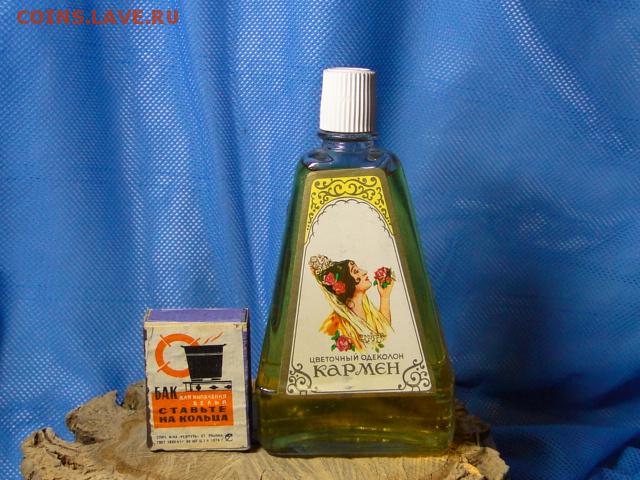 COINS.LAVE.RU
ЦВЕТОЧНЫЙ ОДЕКОЛОН
КАРМЕН
БАК ДЛЯ КИПЯЧЕНИЯ
БЕЛЬЯ
СТАВЬТЕ
НА КОЛЬЦА